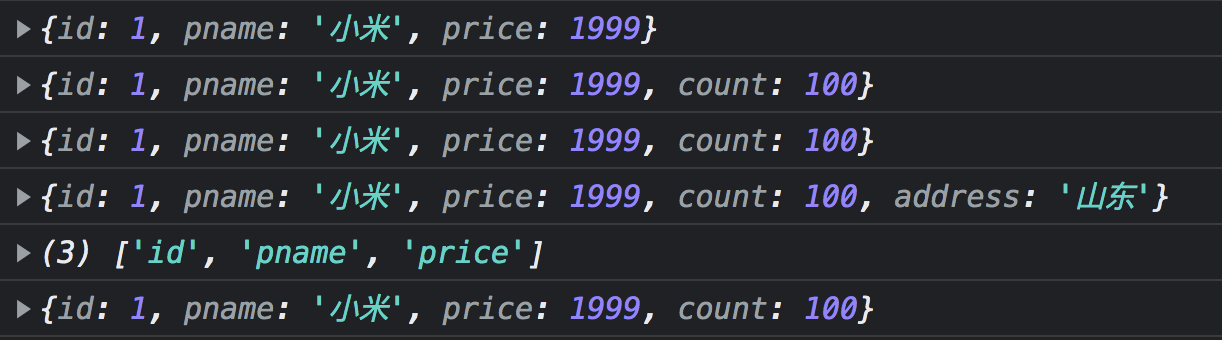 {id: 1, pname: '小米', price: 1999}
{id: 1, pname: '小米', price: 1999, count: 100}
{id: 1, pname: '小米', price: 1999, count: 100}
{id: 1, pname: '小米', price: 1999, count: 100, address: '山东'}
(3) ['id', 'pname', 'price']
{id: 1, pname: '小米', price: 1999, count: 100}